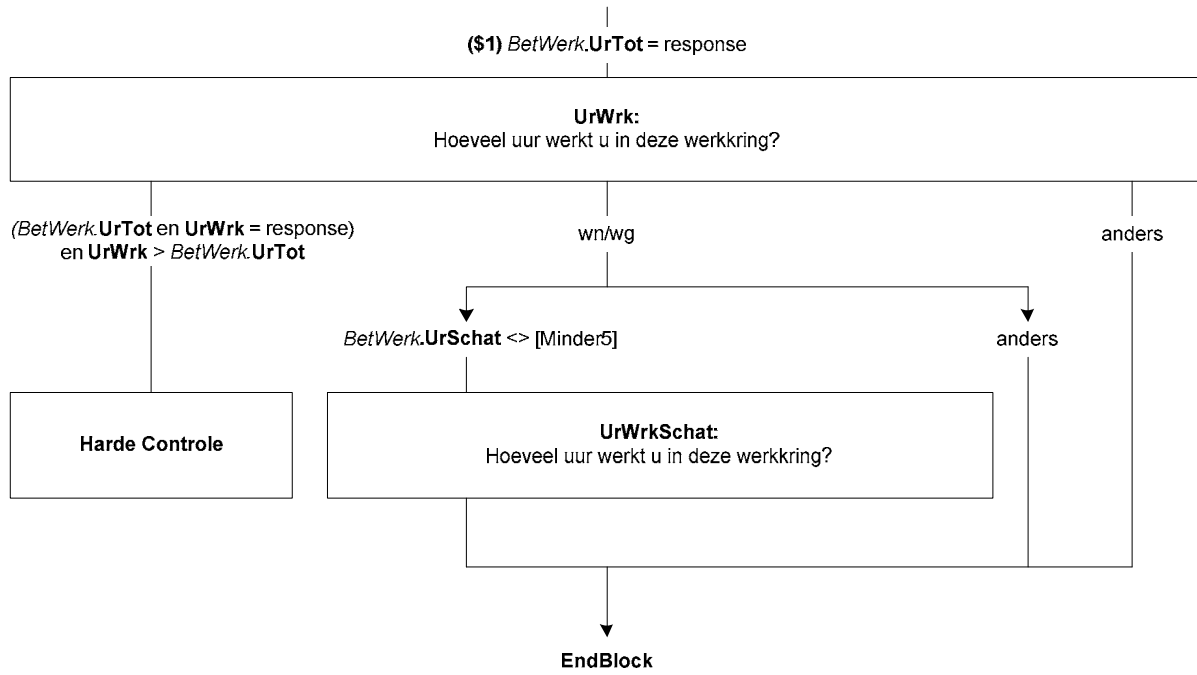 ($1) BetWerk.UrTot = response
UrWrk:
Hoeveel uur werkt u in deze werkkring?
(BetWerk.UrTot en UrWrk = response)
en UrWrk > BetWerk.UrTot
wn/wg
anders
BetWerk.UrSchat <> [Minder5]
anders
Harde Controle
UrWrkSchat:
Hoeveel uur werkt u in deze werkkring?
EndBlock